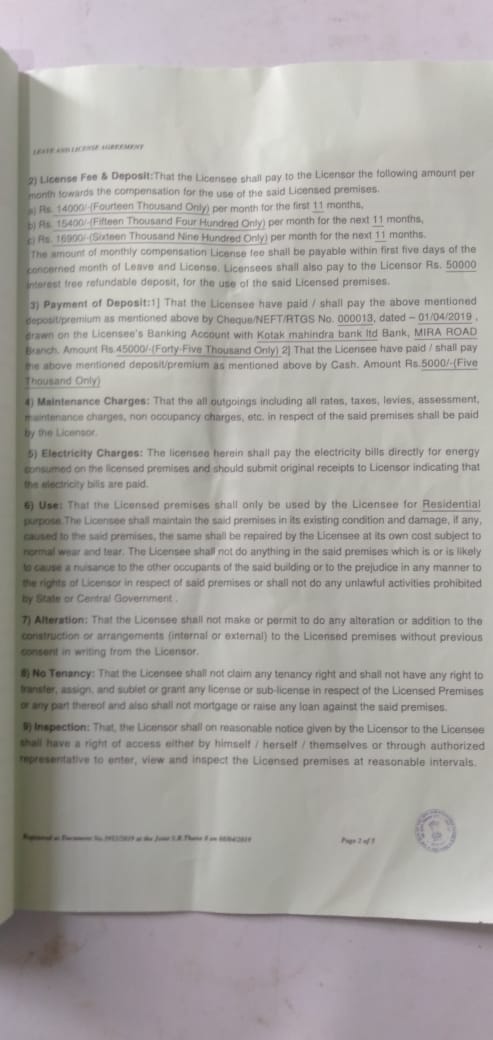 LEAVE AND LICENSE AGREEMENT
2) License Fee & Deposit:That the Licensee shall pay to the Licensor the following amount per
month towards the compensation for the use of the said Licensed premises.
a) Rs. 14000/-(Fourteen Thousand Only) per month for the first 11 months,
b) Rs. 15400/-(Fifteen Thousand Four Hundred Only) per month for the next 11 months,
c) Rs. 16900/-(Sixteen Thousand Nine Hundred Only) per month for the next 11 months.
The amount of monthly compensation License fee shall be payable within first five days of the
concerned month of Leave and License. Licensees shall also pay to the Licensor Rs. 50000
interest free refundable deposit, for the use of the said Licensed premises.
3) Payment of Deposit:1] That the Licensee have paid / shall pay the above mentioned
deposit/premium as mentioned above by Cheque/NEFT/RTGS No. 000013, dated – 01/04/2019 ,
drawn on the Licensee's Banking Account with Kotak mahindra bank ltd Bank, MIRA ROAD
Branch. Amount Rs.45000/-(Forty-Five Thousand Only) 2] That the Licensee have paid / shall pay
the above mentioned deposit/premium as mentioned above by Cash. Amount Rs.5000/-(Five
Thousand Only)
4) Maintenance Charges: That the all outgoings including all rates, taxes, levies, assessment,
maintenance charges, non occupancy charges, etc. in respect of the said premises shall be paid
by the Licensor.
5) Electricity Charges: The licensee herein shall pay the electricity bills directly for energy
consumed on the licensed premises and should submit original receipts to Licensor indicating that
the electricity bills are paid.
6) Use: That the Licensed premises shall only be used by the Licensee for Residential
purpose.The Licensee shall maintain the said premises in its existing condition and damage, if any,
caused to the said premises, the same shall be repaired by the Licensee at its own cost subject to
normal wear and tear. The Licensee shall not do anything in the said premises which is or is likely
to cause a nuisance to the other occupants of the said building or to the prejudice in any manner to
the rights of Licensor in respect of said premises or shall not do any unlawful activities prohibited
by State or Central Government .
7) Alteration: That the Licensee shall not make or permit to do any alteration or addition to the
construction or arrangements (internal or external) to the Licensed premises without previous
consent in writing from the Licensor.
8) No Tenancy: That the Licensee shall not claim any tenancy right and shall not have any right to
transfer, assign, and sublet or grant any license or sub-license in respect of the Licensed Premises
or any part thereof and also shall not mortgage or raise any loan against the said premises.
9) Inspection: That, the Licensor shall on reasonable notice given by the Licensor to the Licensee
shall have a right of access either by himself / herself / themselves or through authorized
representative to enter, view and inspect the Licensed premises at reasonable intervals.
Registered as Document No. at the Joint S.R.Thane 8 on 08/04/2019
Page 2 of 5